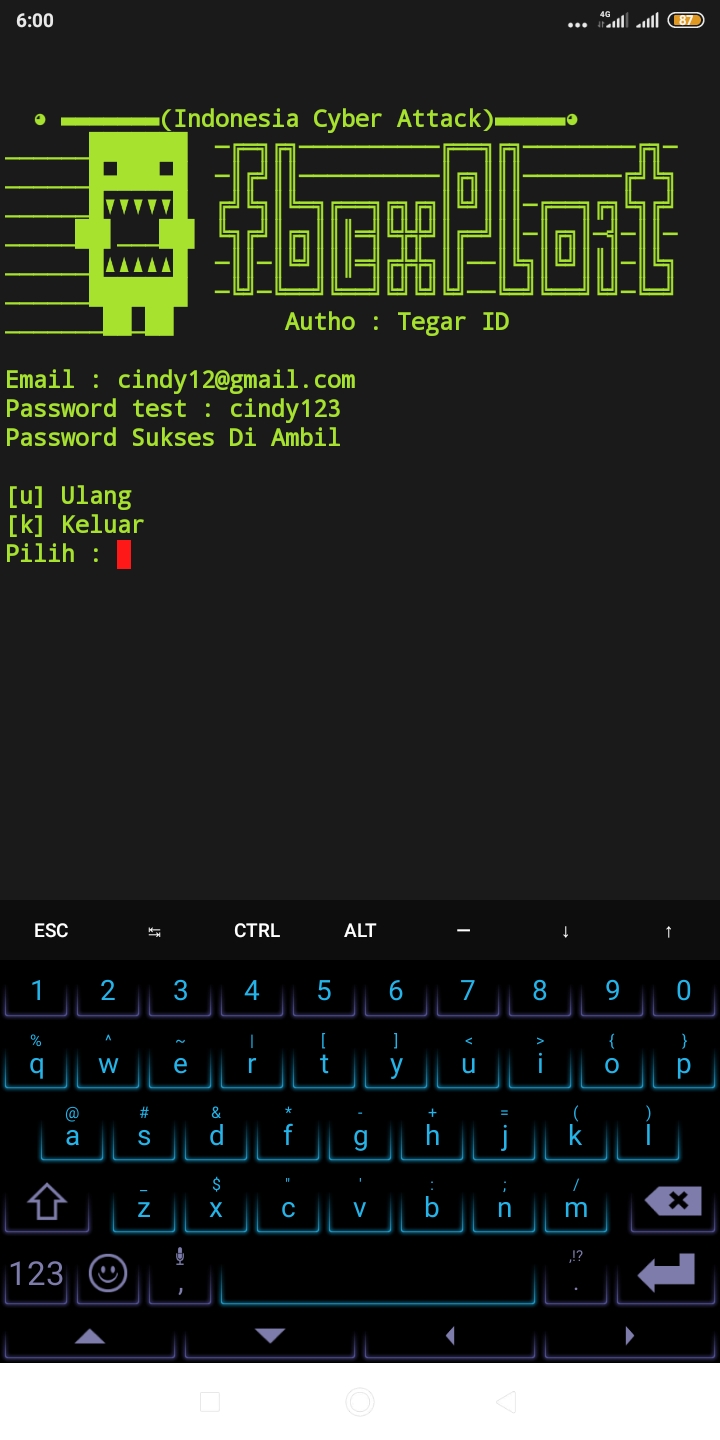 6:00
4G
87
(Indonesia Cyber Attack)
Autho : Tegar ID
Email : cindy12@gmail.com
Password test : cindy123
Password Sukses Di Ambil
[u] Ulang
[k] Keluar
Pilih :
ESC ↹ CTRL ALT — ↓ ↑
1 2 3 4 5 6 7 8 9 0
% ^ ~ | [ ] < > { }
q w e r t y u i o p
@ # & * - + = ( )
a s d f g h j k l
_ $ " ' : ; /
z x c v b n m
,!?
123 , .